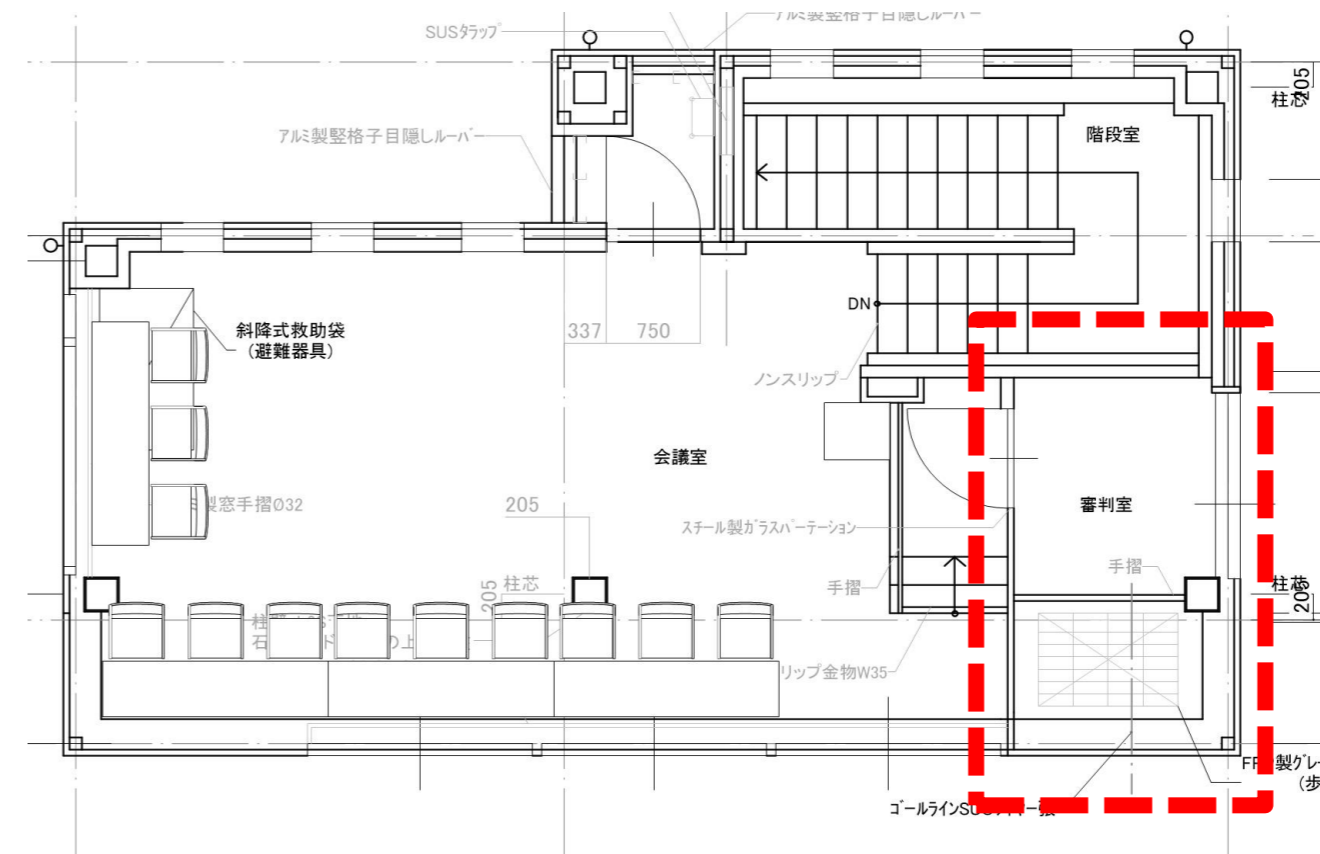 アルミ製竪格子目隠しルーバー
SUSタラップ
205
柱芯
アルミ製竪格子目隠しルーバー
階段室
DN
斜降式救助袋
(避難器具)
337
750
ノンスリップ
会議室
製窓手摺Ø32
205
スチール製ガラスパーテーション
審判室
手摺
手摺
柱芯
205
柱芯
205
リップ金物W35
ゴールラインSUS